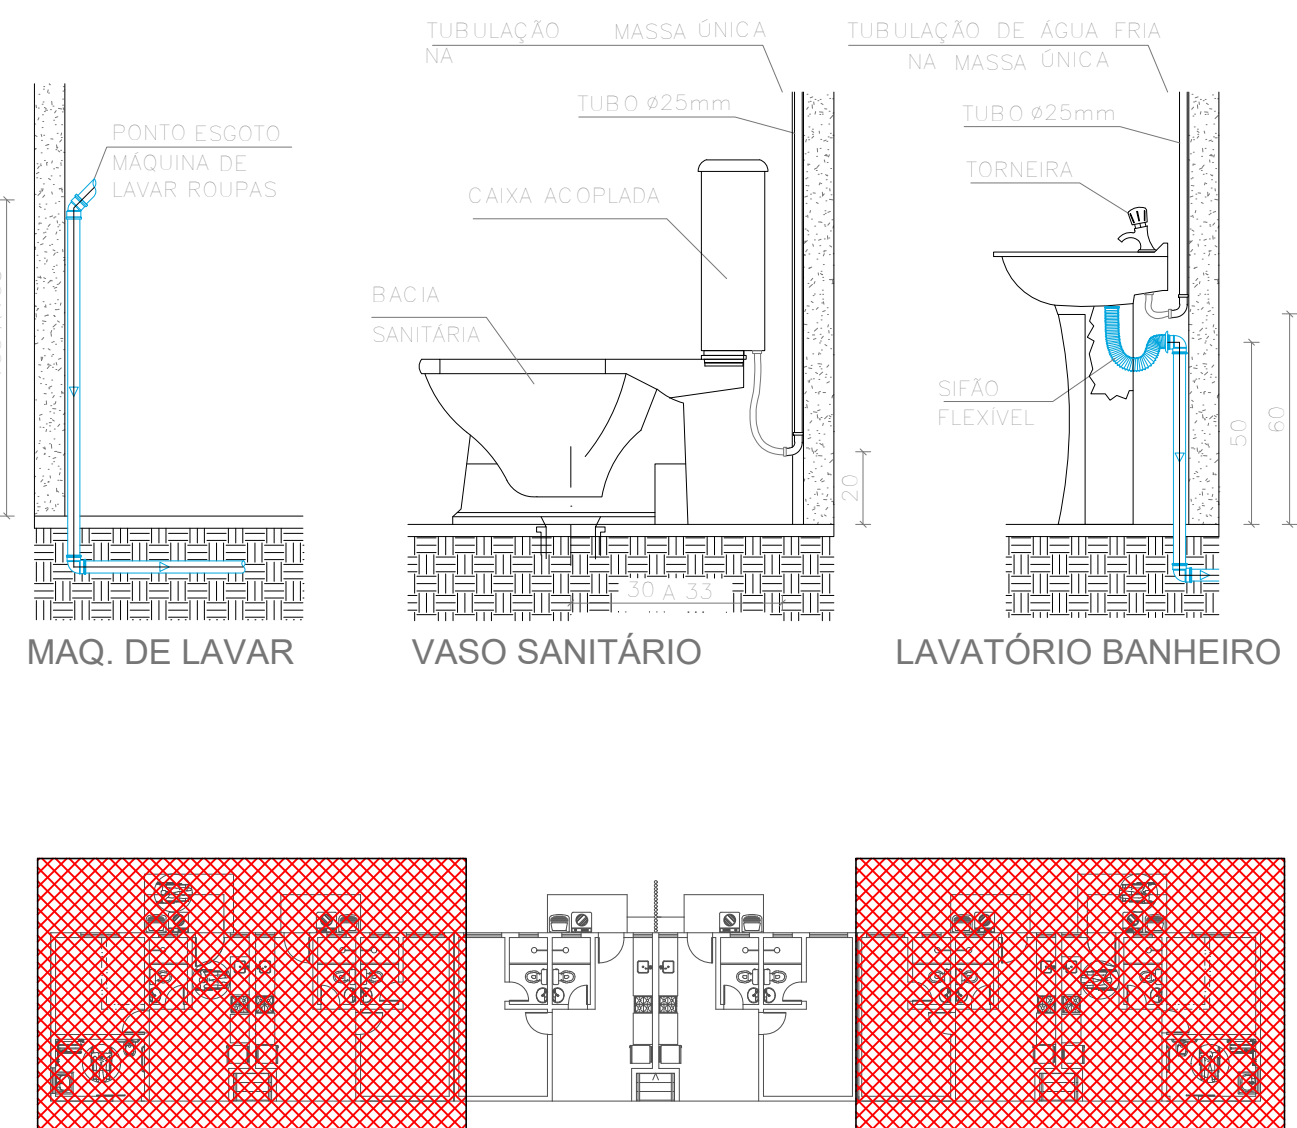 PONTO ESGOTO
MÁQUINA DE
LAVAR ROUPAS
MAQ. DE LAVAR
TUBULAÇÃO MASSA ÚNICA
NA
TUBO ø25mm
CAIXA ACOPLADA
BACIA
SANITÁRIA
20
30 A 33
VASO SANITÁRIO
TUBULAÇÃO DE ÁGUA FRIA
NA MASSA ÚNICA
TUBO ø25mm
TORNEIRA
SIFÃO
FLEXÍVEL
50
60
LAVATÓRIO BANHEIRO